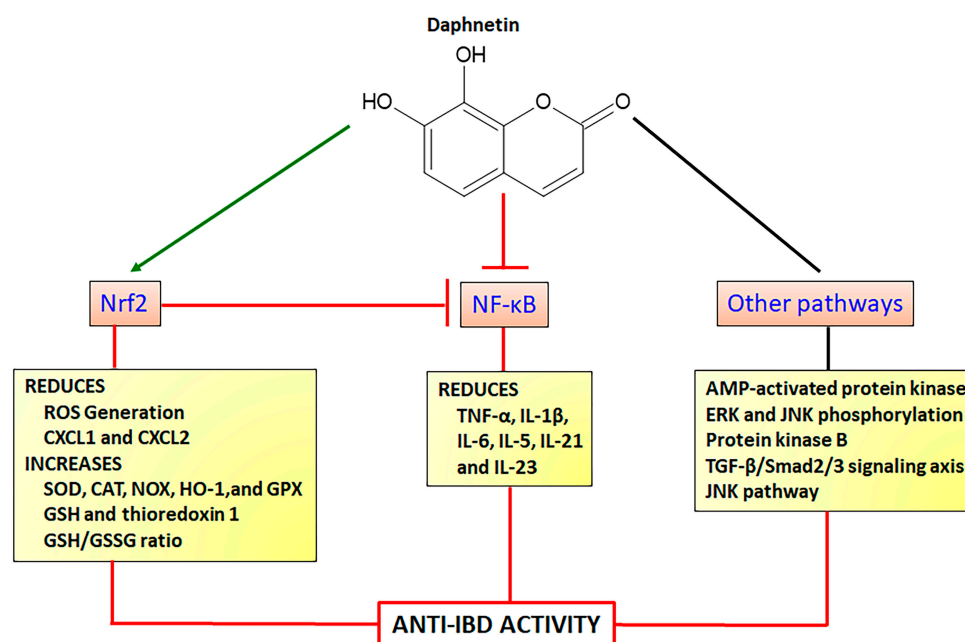 Daphnetin
OH
HO
O
O
Nrf2
NF-κB
Other pathways
REDUCES
ROS Generation
CXCL1 and CXCL2
INCREASES
SOD, CAT, NOX, HO-1,and GPX
GSH and thioredoxin 1
GSH/GSSG ratio
REDUCES
TNF-α, IL-1β,
IL-6, IL-5, IL-21
and IL-23
AMP-activated protein kinase
ERK and JNK phosphorylation
Protein kinase B
TGF-β/Smad2/3 signaling axis
JNK pathway
ANTI-IBD ACTIVITY